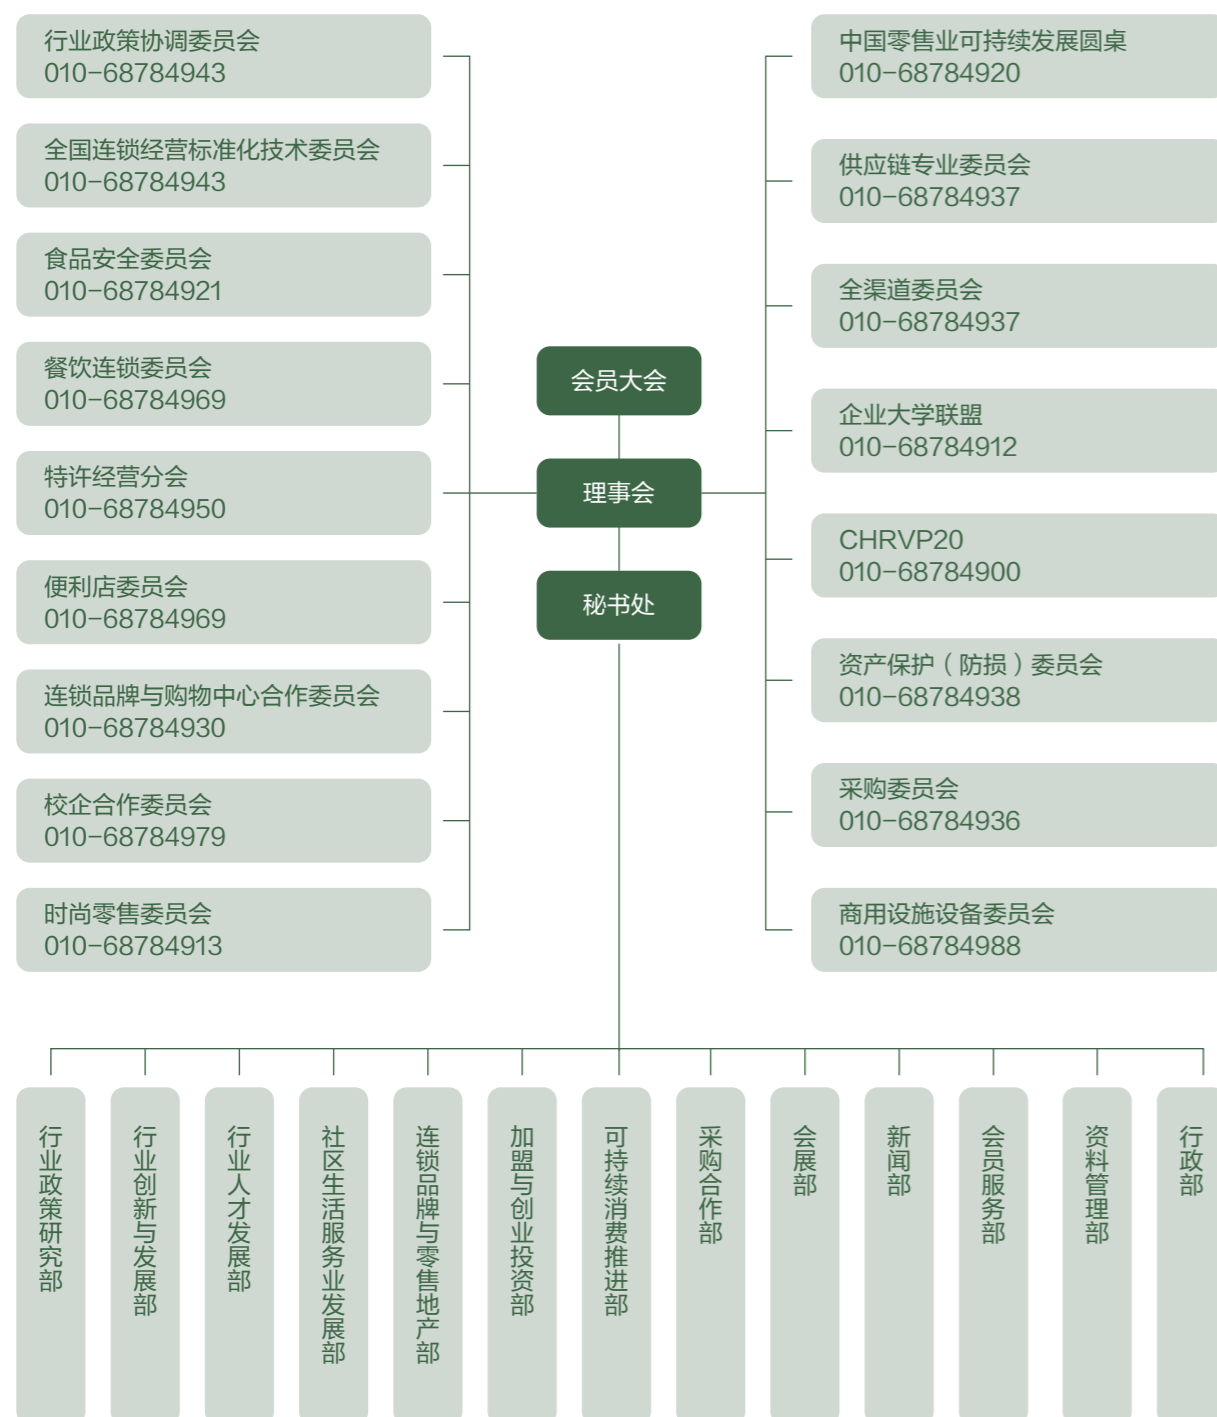 行业政策协调委员会
010-68784943
全国连锁经营标准化技术委员会
010-68784943
食品安全委员会
010-68784921
餐饮连锁委员会
010-68784969
特许经营分会
010-68784950
便利店委员会
010-68784969
连锁品牌与购物中心合作委员会
010-68784930
校企合作委员会
010-68784979
时尚零售委员会
010-68784913
会员大会
理事会
秘书处
中国零售业可持续发展圆桌
010-68784920
供应链专业委员会
010-68784937
全渠道委员会
010-68784937
企业大学联盟
010-68784912
CHRVP20
010-68784900
资产保护（防损）委员会
010-68784938
采购委员会
010-68784936
商用设施设备委员会
010-68784988
行业政策研究部
行业创新与发展部
行业人才发展部
社区生活服务业发展部
连锁品牌与零售地产部
加盟与创业投资部
可持续消费推进部
采购合作部
会展部
新闻部
会员服务部
资料管理部
行政部